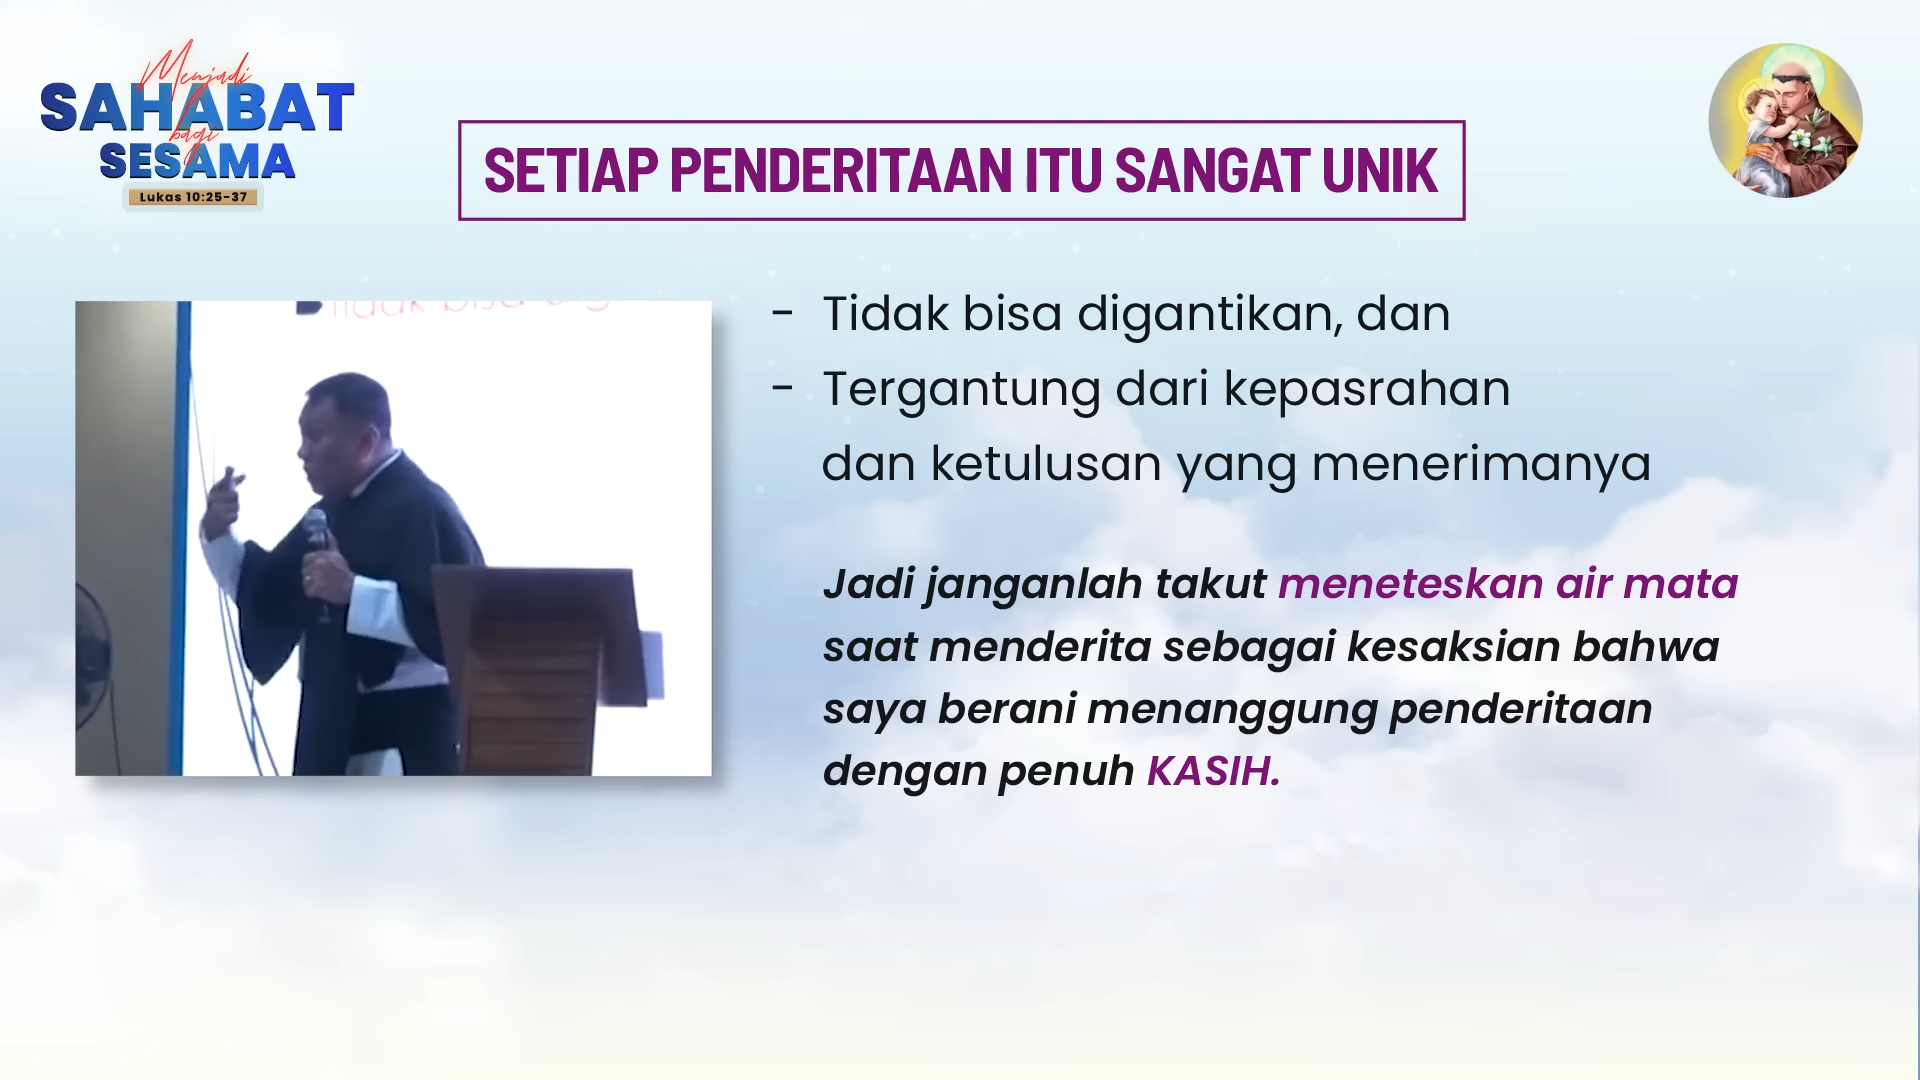 Menjadi
SAHABAT
bagi
SESAMA
Lukas 10:25-37
SETIAP PENDERITAAN ITU SANGAT UNIK
Tidak bisa
- Tidak bisa digantikan, dan
- Tergantung dari kepasrahan
dan ketulusan yang menerimanya
Jadi janganlah takut meneteskan air mata
saat menderita sebagai kesaksian bahwa
saya berani menanggung penderitaan
dengan penuh KASIH.